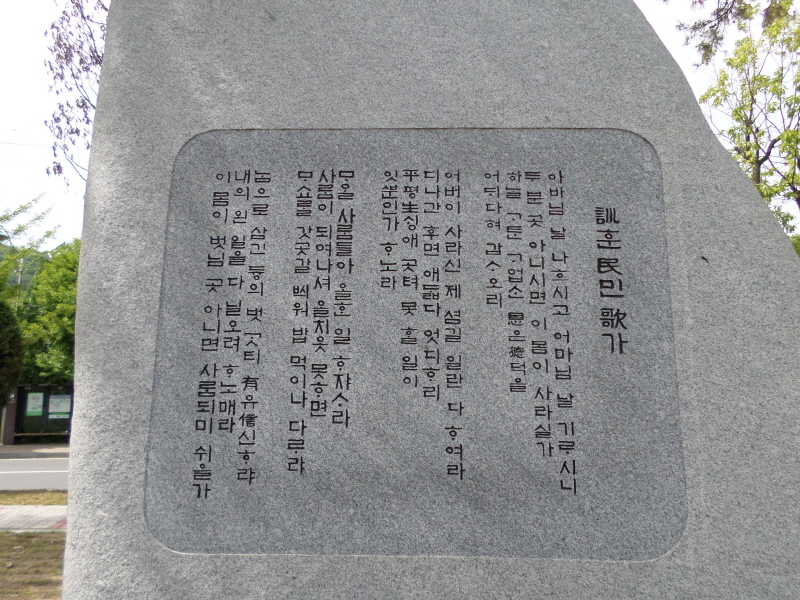 訓훈 民민 歌가
아바님 날 나ᄒᆞ시고 어마님 날 기ᄅᆞ시니
두 분 곳 아니시면 이 몸이 사라실가
하ᄂᆞᆯ ᄀᆞᄐᆞᆫ ᄀᆞ업ᄉᆞᆫ 恩은德덕을
어ᄃᆡ다혀 갑ᄉᆞ오리
어버이 사라신 제 셤길 일란 다 ᄒᆞ여라
디나간 후면 애ᄃᆞᆲ다 엇디ᄒᆞ리
平평生ᄉᆡᆼ애 곳텨 못 ᄒᆞᆯ 일이
잇ᄲᅮᆫ인가 ᄒᆞ노라
ᄆᆞᄋᆞᆯ 사ᄅᆞᆷ들아 올ᄒᆞᆫ 일 ᄒᆞ쟈ᄉᆞ라
사ᄅᆞᆷ이 되여나셔 올치옷 못ᄒᆞ면
ᄆᆞ쇼ᄅᆞᆯ 갓곳갈 ᄡᅴ워 밥 먹이나 다ᄅᆞ랴
ᄂᆞᆷ으로 삼긴 듕의 벗ᄀᆞᆺ티 有유信신ᄒᆞ랴
내의 왼 일을 다 닐오려 ᄒᆞ노매라
이 몸이 벗님 곳 아니면 사ᄅᆞᆷ되미 쉬올가